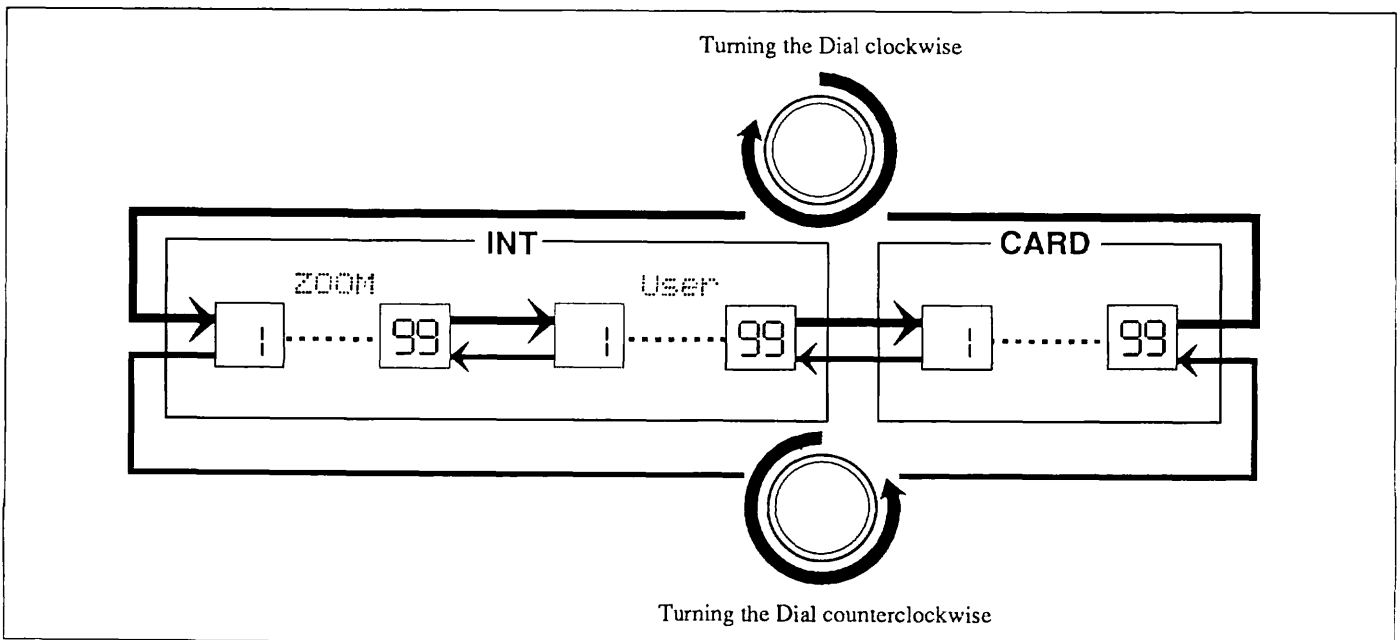 Turning the Dial clockwise
INT
CARD
ZOOM
User
1 99 1 99 1 99
Turning the Dial counterclockwise